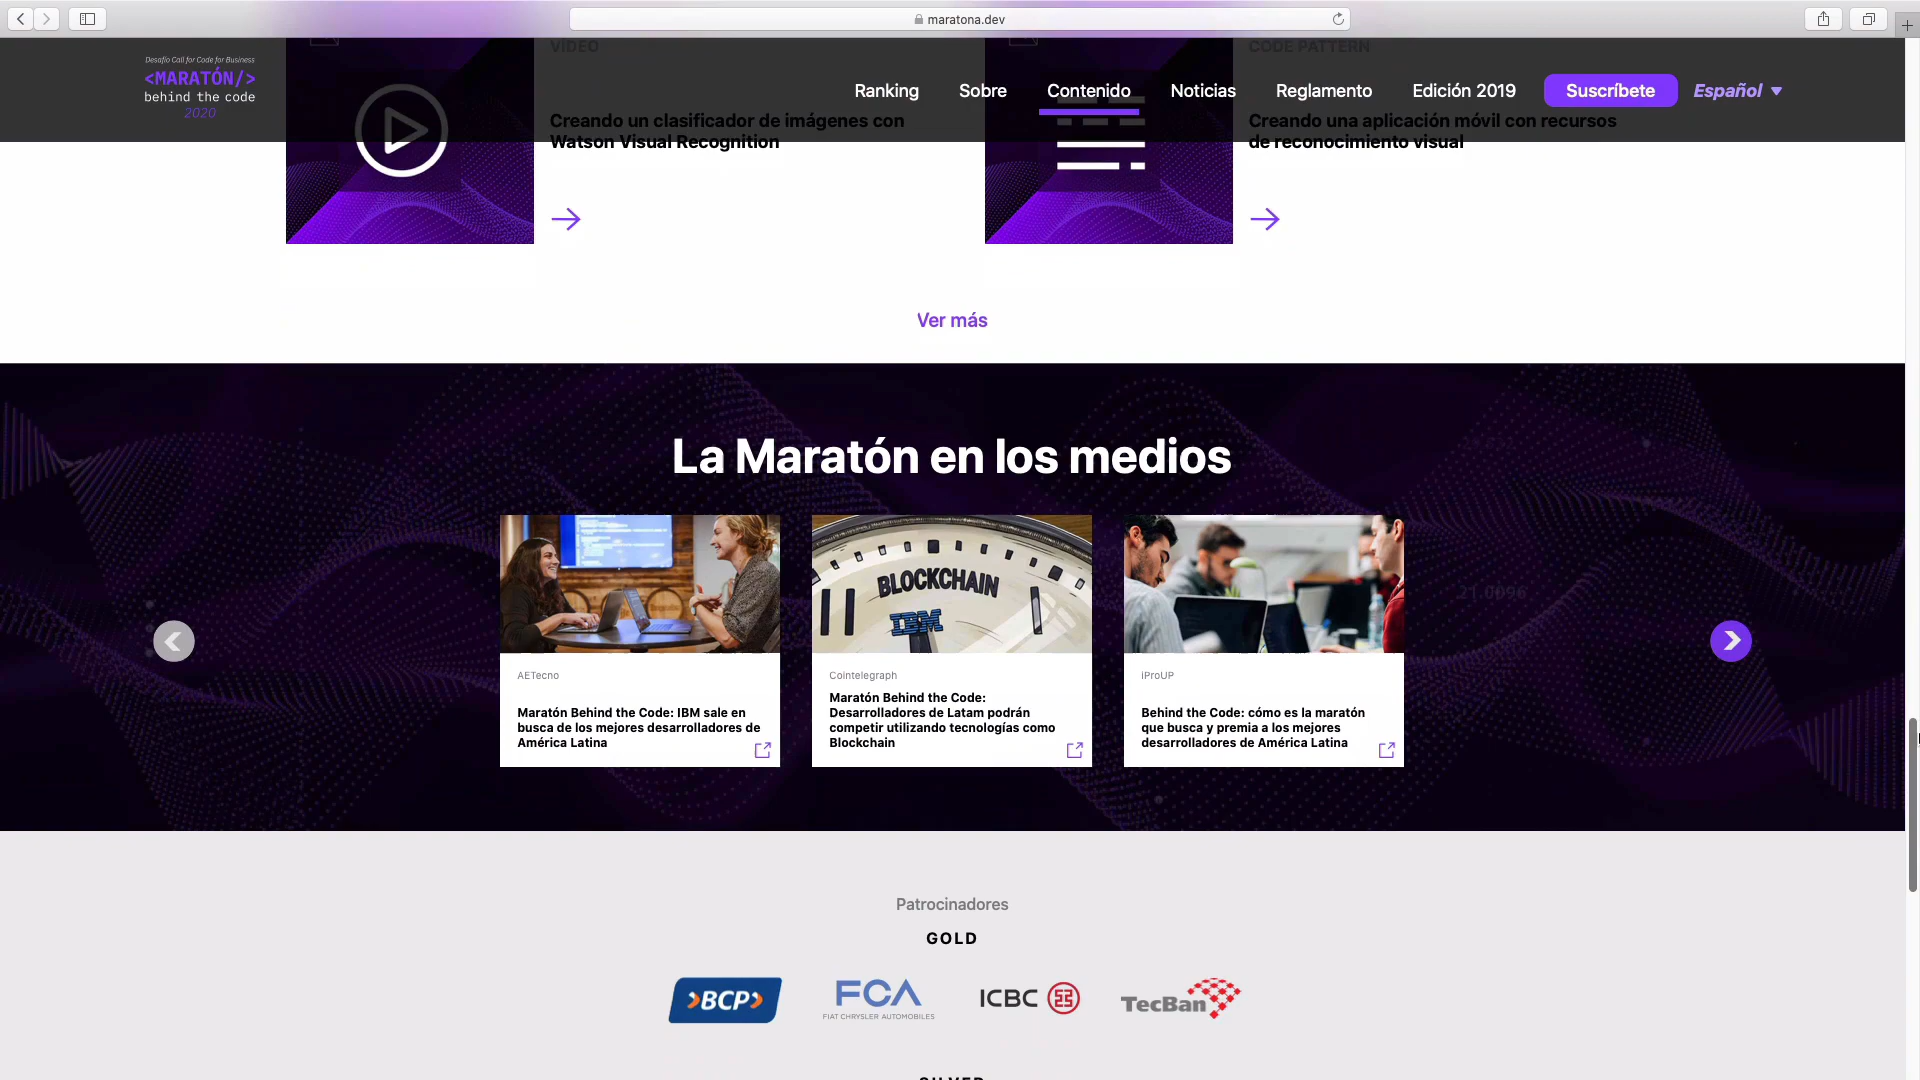 maratona.dev
VÍDEO
CODE PATTERN
Desafío Call for Code for Business
<MARATÓN/>
behind the code
2020
Ranking
Sobre
Contenido
Noticias
Reglamento
Edición 2019
Suscríbete
Español
Creando un clasificador de imágenes con
Watson Visual Recognition
Creando una aplicación móvil con recursos
de reconocimiento visual
Ver más
La Maratón en los medios
BLOCKCHAIN
IBM
21.0096
AETecno
Maratón Behind the Code: IBM sale en
busca de los mejores desarrolladores de
América Latina
Cointelegraph
Maratón Behind the Code:
Desarrolladores de Latam podrán
competir utilizando tecnologías como
Blockchain
iProUP
Behind the Code: cómo es la maratón
que busca y premia a los mejores
desarrolladores de América Latina
Patrocinadores
GOLD
BCP
FCA
FIAT CHRYSLER AUTOMOBILES
ICBC
TecBan
SILVER